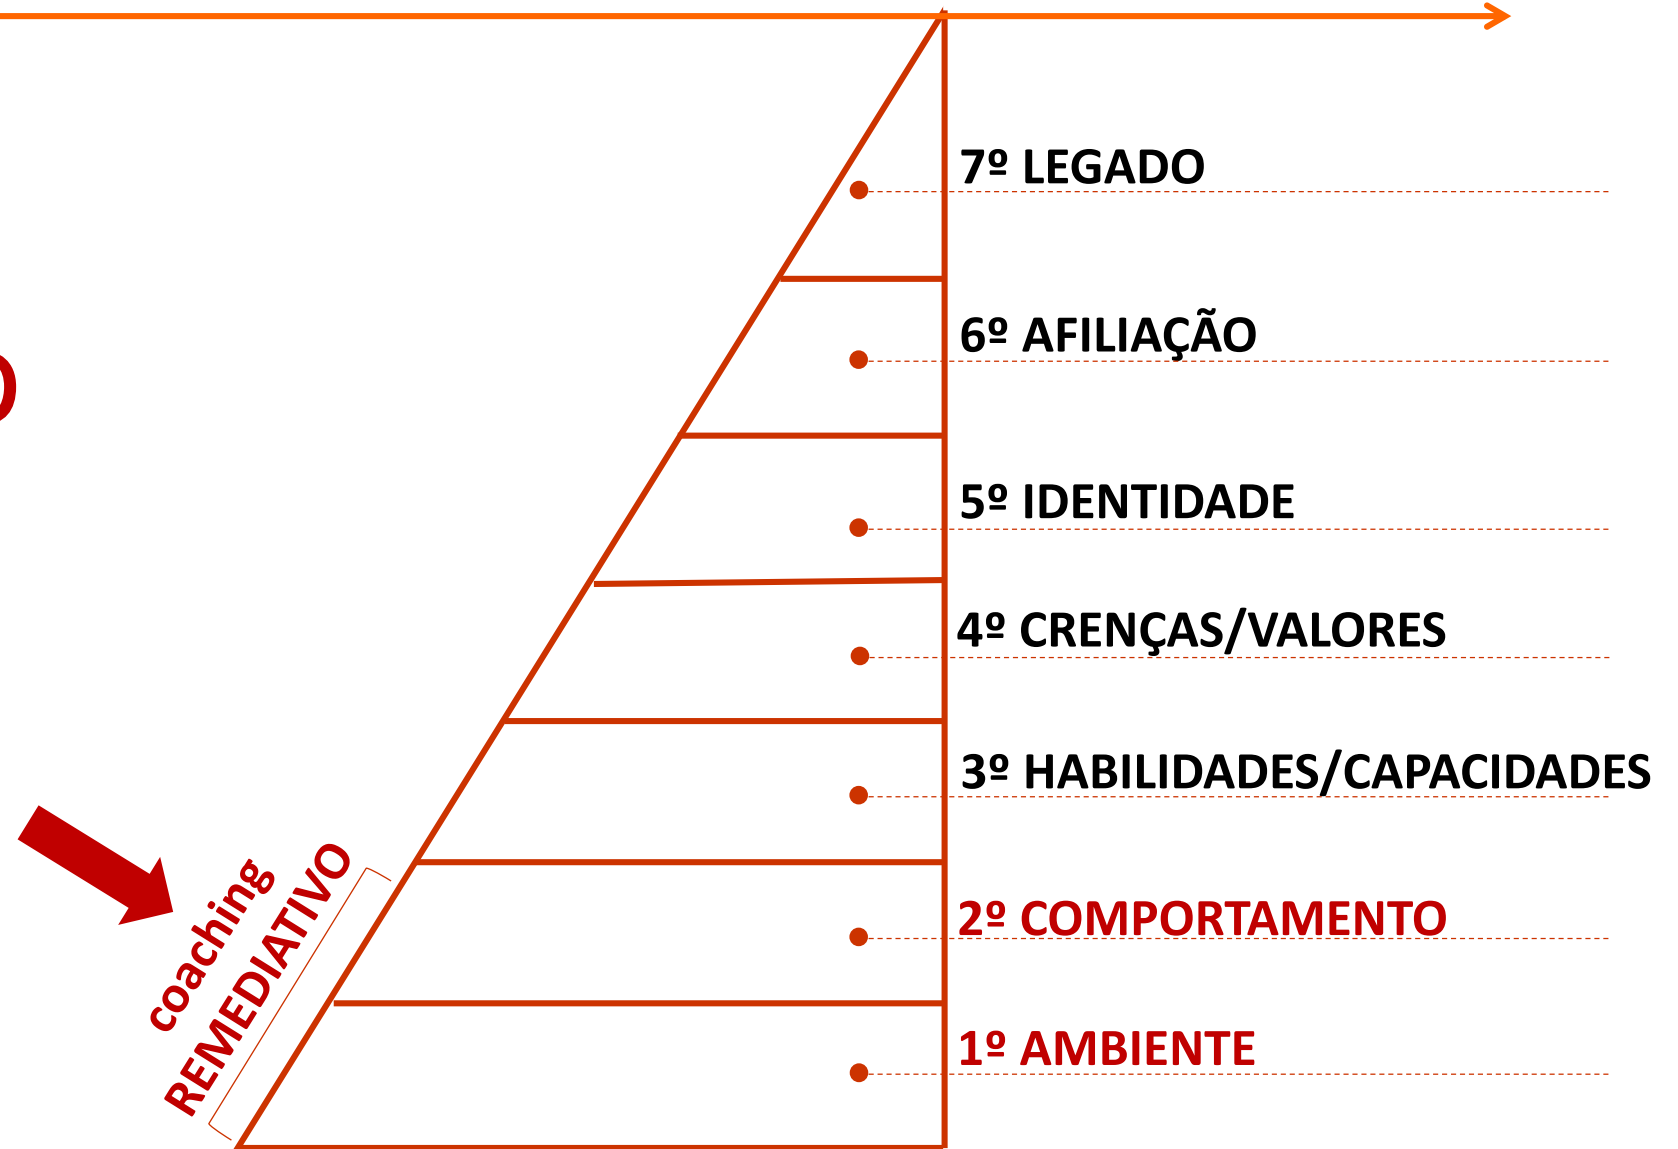 7º LEGADO
6º AFILIAÇÃO
5º IDENTIDADE
4º CRENÇAS/VALORES
3º HABILIDADES/CAPACIDADES
2º COMPORTAMENTO
1º AMBIENTE
coaching
REMEDIATIVO